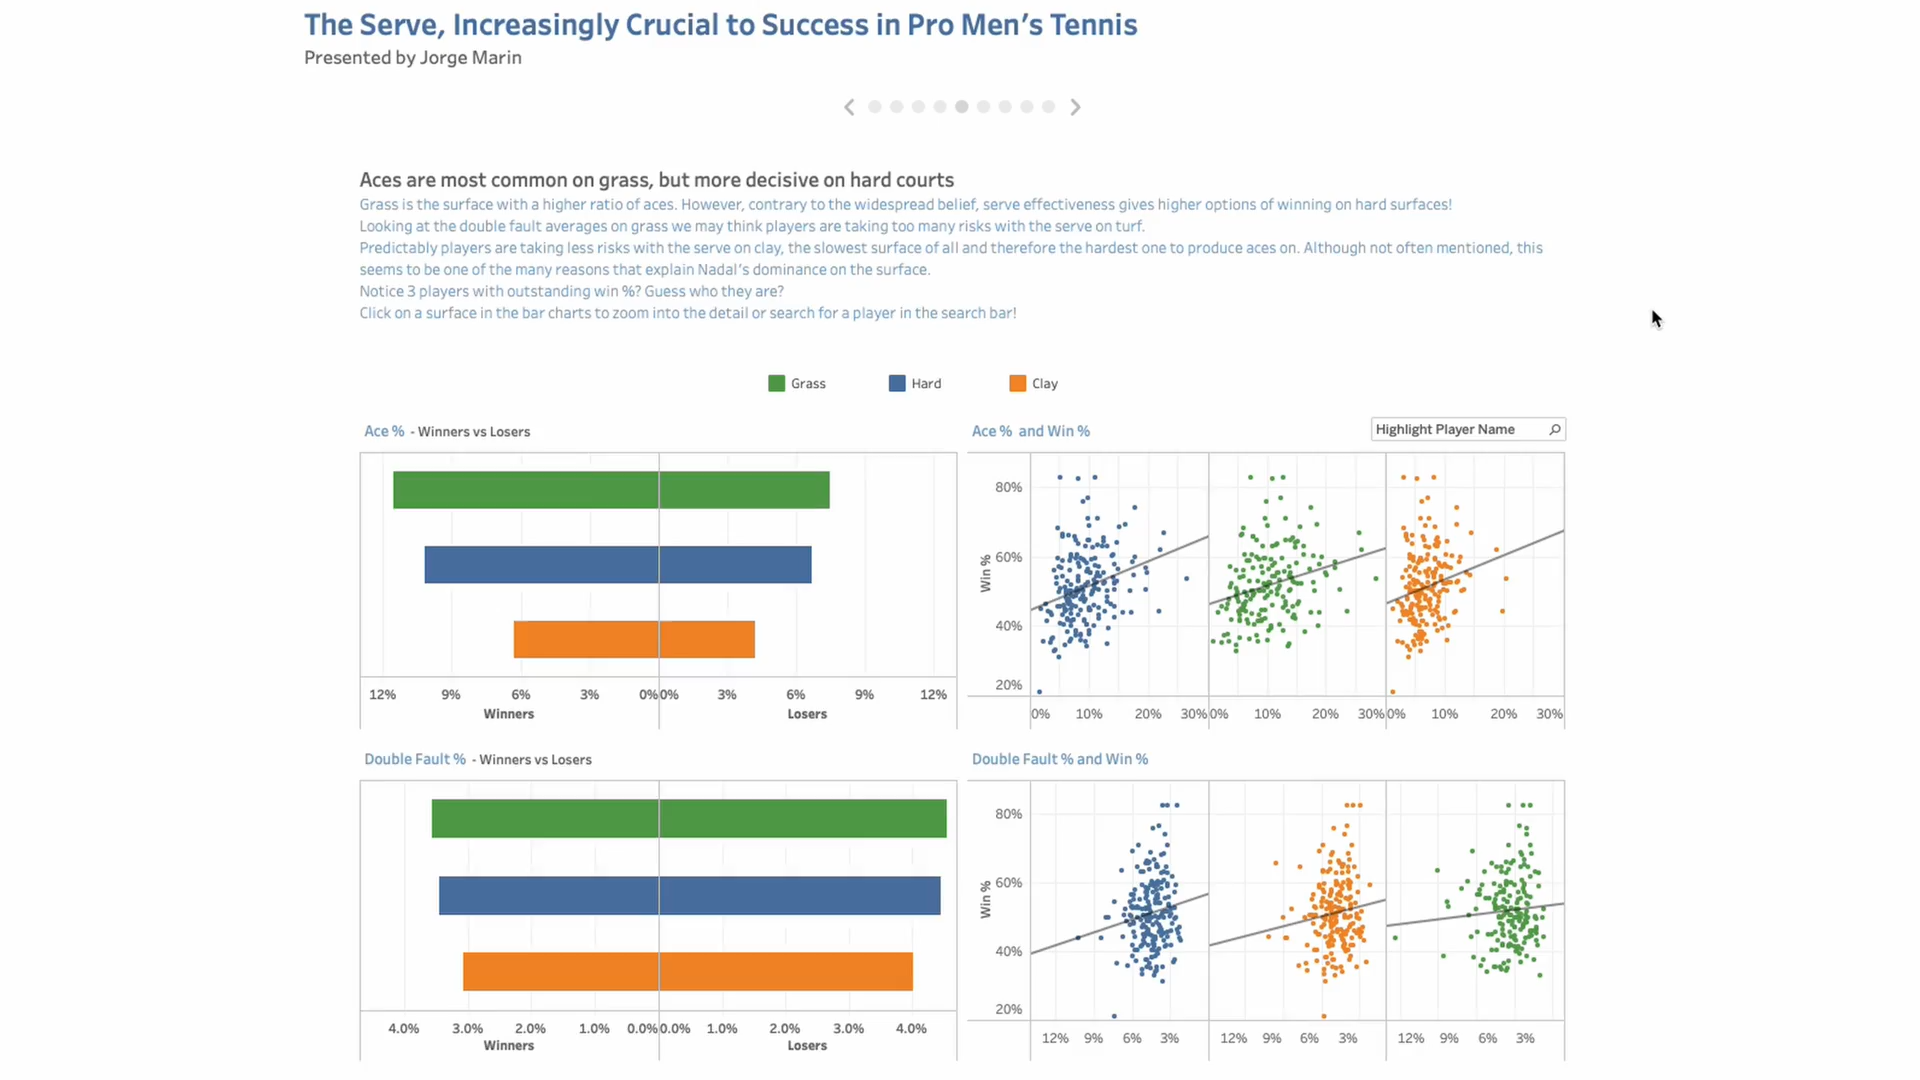 The Serve, Increasingly Crucial to Success in Pro Men's Tennis
Presented by Jorge Marin
Aces are most common on grass, but more decisive on hard courts
Grass is the surface with a higher ratio of aces. However, contrary to the widespread belief, serve effectiveness gives higher options of winning on hard surfaces!
Looking at the double fault averages on grass we may think players are taking too many risks with the serve on turf.
Predictably players are taking less risks with the serve on clay, the slowest surface of all and therefore the hardest one to produce aces on. Although not often mentioned, this
seems to be one of the many reasons that explain Nadal's dominance on the surface.
Notice 3 players with outstanding win %? Guess who they are?
Click on a surface in the bar charts to zoom into the detail or search for a player in the search bar!
Grass Hard Clay
Ace % - Winners vs Losers
12% 9% 6% 3% 0% 0% 3% 6% 9% 12%
Winners Losers
Ace % and Win %
Highlight Player Name
80%
60%
40%
20%
Win %
0% 10% 20% 30% 0% 10% 20% 30% 0% 10% 20% 30%
Double Fault % - Winners vs Losers
4.0% 3.0% 2.0% 1.0% 0.0% 0.0% 1.0% 2.0% 3.0% 4.0%
Winners Losers
Double Fault % and Win %
80%
60%
40%
20%
Win %
12% 9% 6% 3% 12% 9% 6% 3% 12% 9% 6% 3%